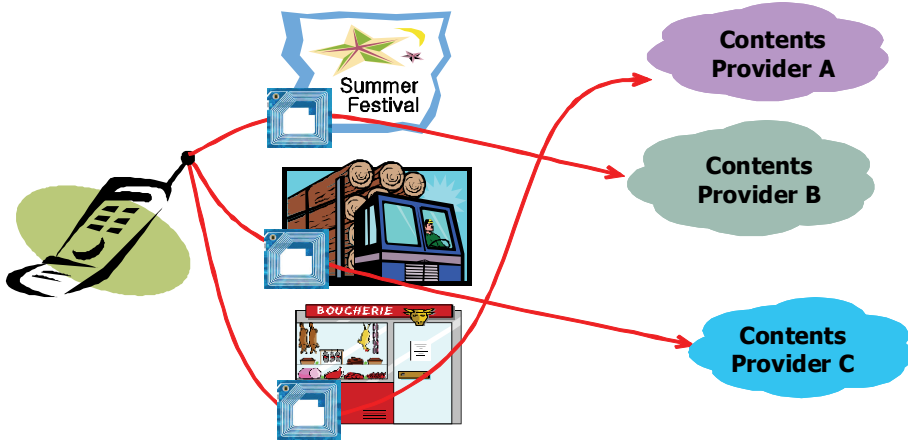 Summer
Festival
BOUCHERIE
Contents
Provider A
Contents
Provider B
Contents
Provider C